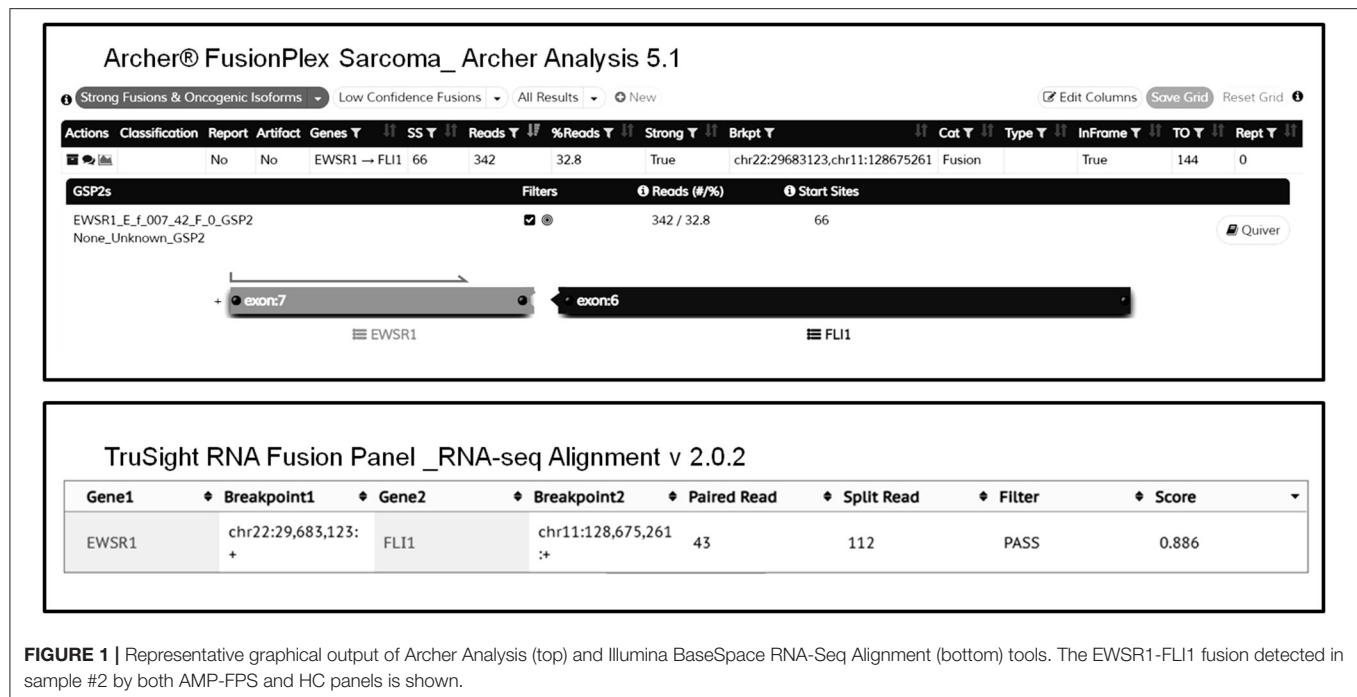 Archer® FusionPlex Sarcoma_ Archer Analysis 5.1
Strong Fusions & Oncogenic Isoforms Low Confidence Fusions All Results New Edit Columns Save Grid Reset Grid
Actions Classification Report Artifact Genes SS Reads %Reads Strong Brkpt Cat Type InFrame TO Rept
No No EWSR1 → FLI1 66 342 32.8 True chr22:29683123,chr11:128675261 Fusion True 144 0
GSP2s Filters Reads (#/%) Start Sites
EWSR1_E_f_007_42_F_0_GSP2 342 / 32.8 66
None_Unknown_GSP2 Quiver
+ exon:7 exon:6
EWSR1 FLI1
TruSight RNA Fusion Panel _RNA-seq Alignment v 2.0.2
Gene1 Breakpoint1 Gene2 Breakpoint2 Paired Read Split Read Filter Score
EWSR1 chr22:29,683,123:+ FLI1 chr11:128,675,261:+ 43 112 PASS 0.886
FIGURE 1 | Representative graphical output of Archer Analysis (top) and Illumina BaseSpace RNA-Seq Alignment (bottom) tools. The EWSR1-FLI1 fusion detected in
sample #2 by both AMP-FPS and HC panels is shown.